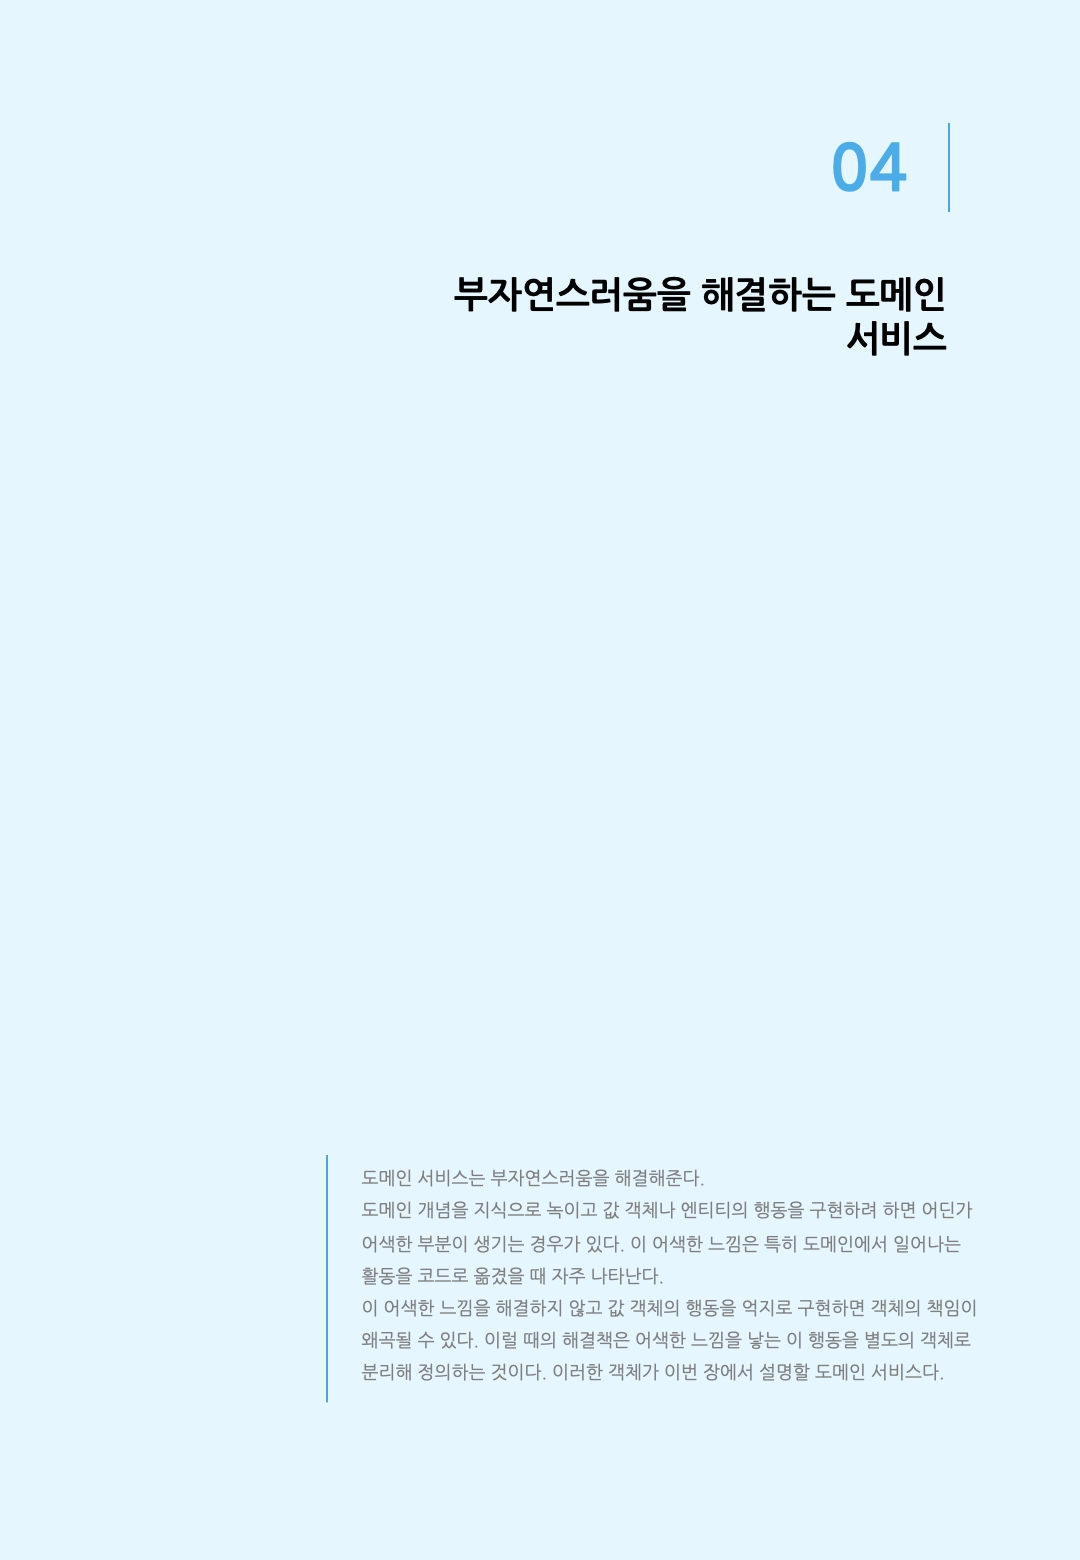 04
부자연스러움을 해결하는 도메인
서비스
도메인 서비스는 부자연스러움을 해결해준다.
도메인 개념을 지식으로 녹이고 값 객체나 엔티티의 행동을 구현하려 하면 어딘가
어색한 부분이 생기는 경우가 있다. 이 어색한 느낌은 특히 도메인에서 일어나는
활동을 코드로 옮겼을 때 자주 나타난다.
이 어색한 느낌을 해결하지 않고 값 객체의 행동을 억지로 구현하면 객체의 책임이
왜곡될 수 있다. 이럴 때의 해결책은 어색한 느낌을 낳는 이 행동을 별도의 객체로
분리해 정의하는 것이다. 이러한 객체가 이번 장에서 설명할 도메인 서비스다.